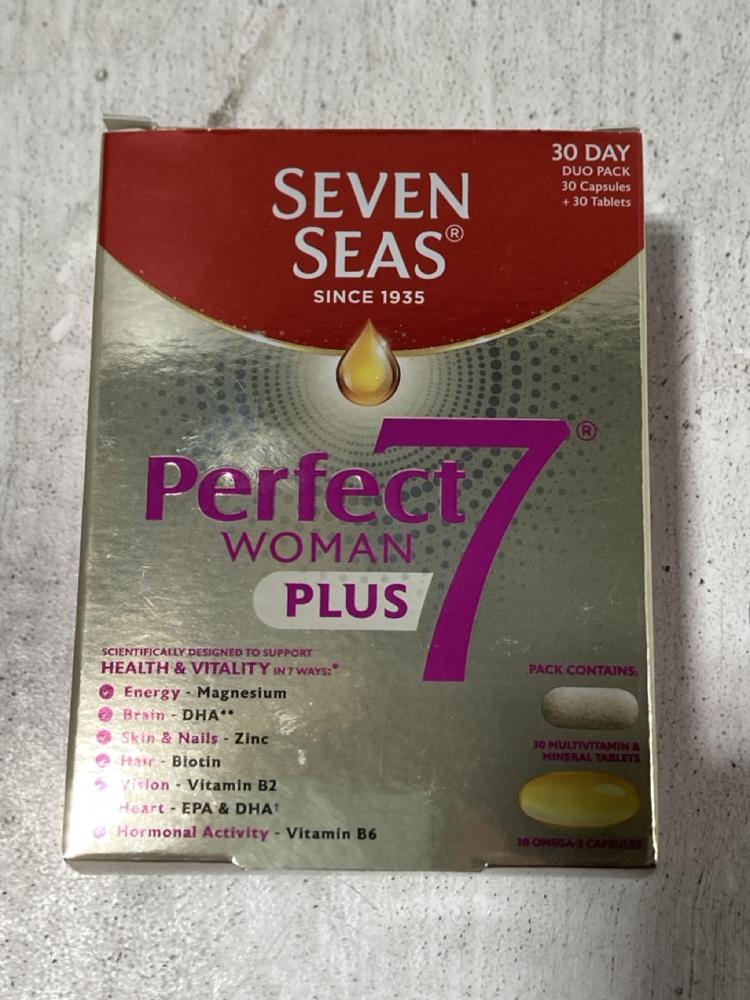 30 DAY
DUO PACK
30 Capsules
+ 30 Tablets
SEVEN
SEAS®
SINCE 1935
Perfect7®
WOMAN
PLUS
SCIENTIFICALLY DESIGNED TO SUPPORT
HEALTH & VITALITY IN 7 WAYS:*
Energy - Magnesium
Brain - DHA**
Skin & Nails - Zinc
Hair - Biotin
Vision - Vitamin B2
Heart - EPA & DHA†
Hormonal Activity - Vitamin B6
PACK CONTAINS:
30 MULTIVITAMIN &
MINERAL TABLETS
30 OMEGA-3 CAPSULES